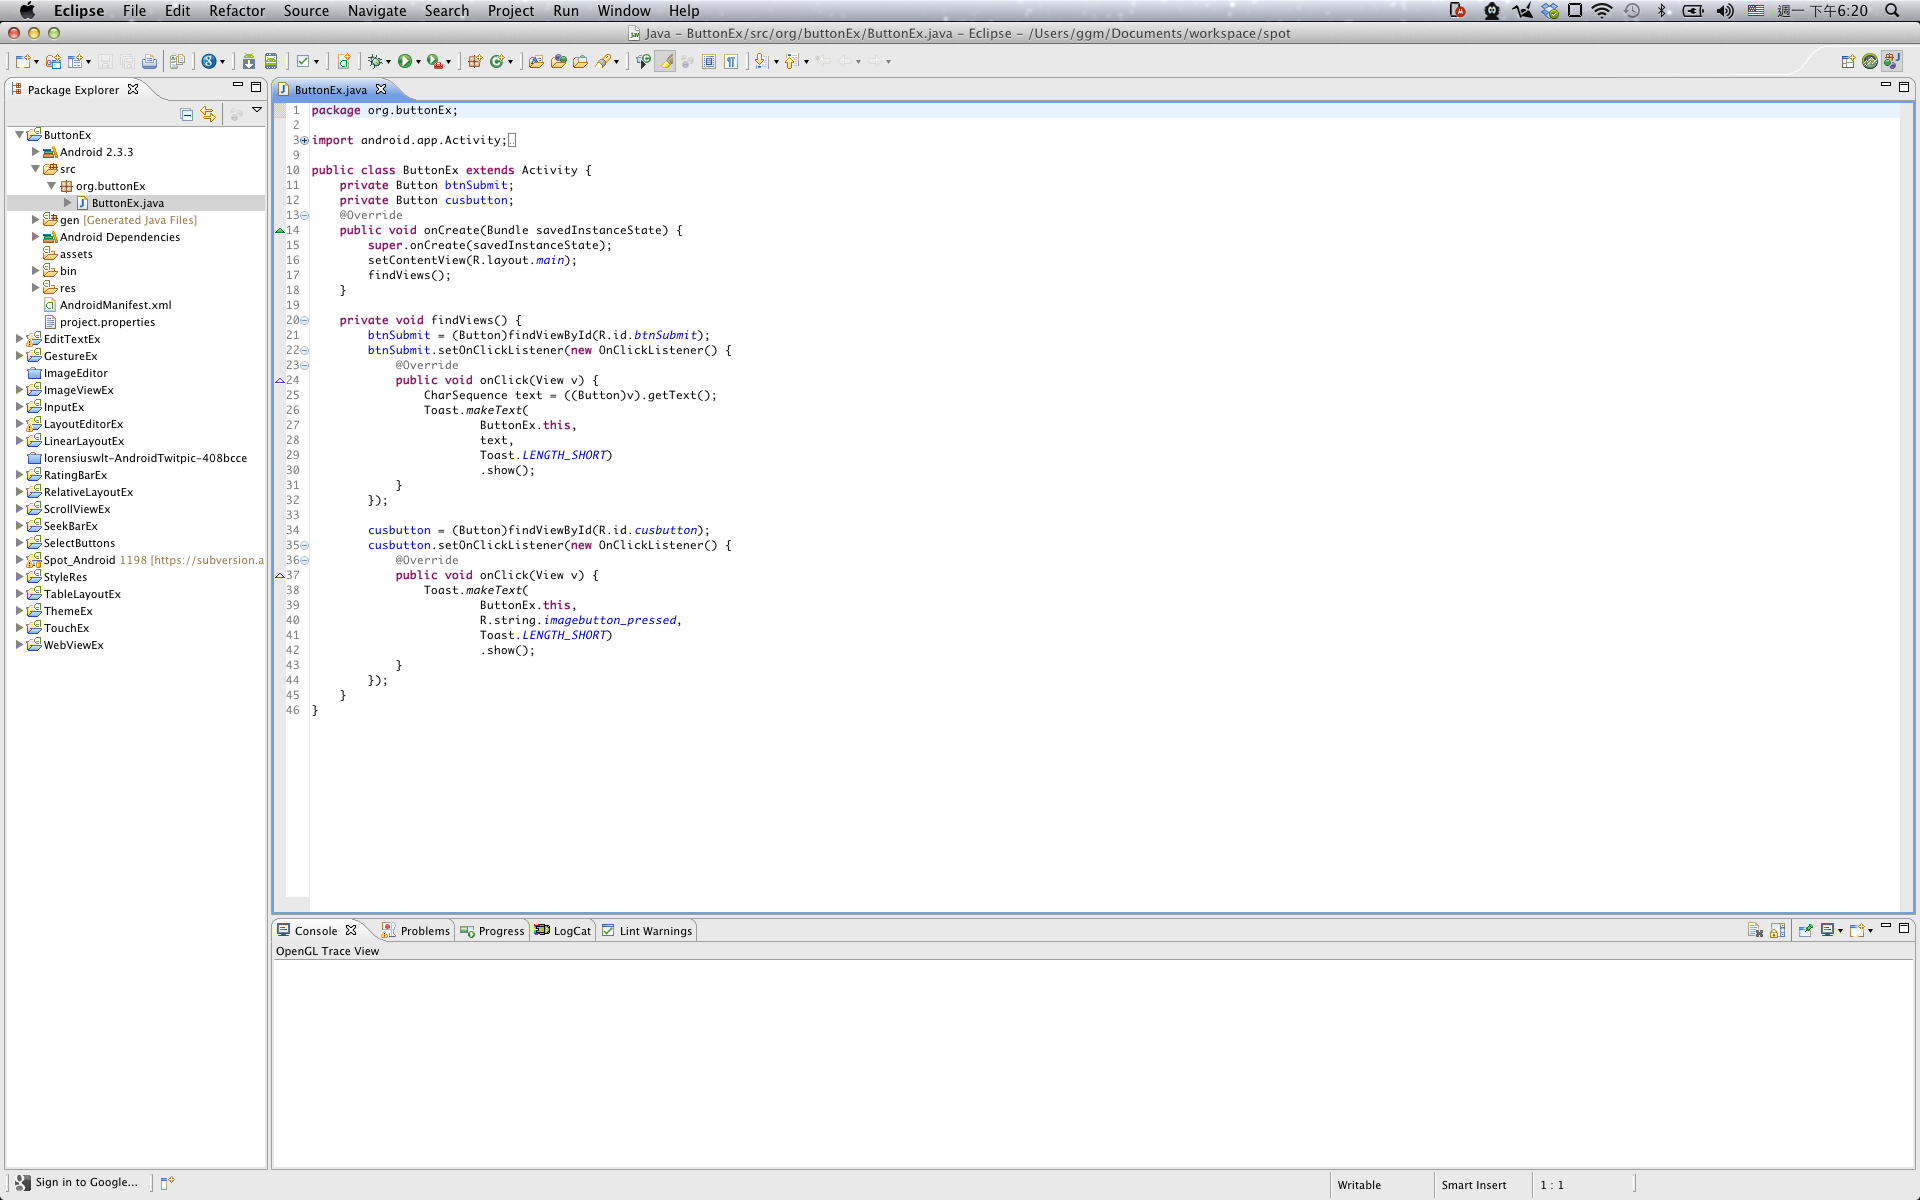 Eclipse File Edit Refactor Source Navigate Search Project Run Window Help 週一 下午6:20
Java – ButtonEx/src/org/buttonEx/ButtonEx.java – Eclipse – /Users/ggm/Documents/workspace/spot
Package Explorer
ButtonEx
Android 2.3.3
src
org.buttonEx
ButtonEx.java
gen [Generated Java Files]
Android Dependencies
assets
bin
res
AndroidManifest.xml
project.properties
EditTextEx
GestureEx
ImageEditor
ImageViewEx
InputEx
LayoutEditorEx
LinearLayoutEx
lorensiuswlt-AndroidTwitpic-408bcce
RatingBarEx
RelativeLayoutEx
ScrollViewEx
SeekBarEx
SelectButtons
Spot_Android 1198 [https://subversion.a
StyleRes
TableLayoutEx
ThemeEx
TouchEx
WebViewEx
ButtonEx.java
1 package org.buttonEx;
2
3 import android.app.Activity;
9
10 public class ButtonEx extends Activity {
11 private Button btnSubmit;
12 private Button cusbutton;
13 @Override
14 public void onCreate(Bundle savedInstanceState) {
15 super.onCreate(savedInstanceState);
16 setContentView(R.layout.main);
17 findViews();
18 }
19
20 private void findViews() {
21 btnSubmit = (Button)findViewById(R.id.btnSubmit);
22 btnSubmit.setOnClickListener(new OnClickListener() {
23 @Override
24 public void onClick(View v) {
25 CharSequence text = ((Button)v).getText();
26 Toast.makeText(
27 ButtonEx.this,
28 text,
29 Toast.LENGTH_SHORT)
30 .show();
31 }
32 });
33
34 cusbutton = (Button)findViewById(R.id.cusbutton);
35 cusbutton.setOnClickListener(new OnClickListener() {
36 @Override
37 public void onClick(View v) {
38 Toast.makeText(
39 ButtonEx.this,
40 R.string.imagebutton_pressed,
41 Toast.LENGTH_SHORT)
42 .show();
43 }
44 });
45 }
46 }
Console Problems Progress LogCat Lint Warnings
OpenGL Trace View
Sign in to Google... Writable Smart Insert 1 : 1